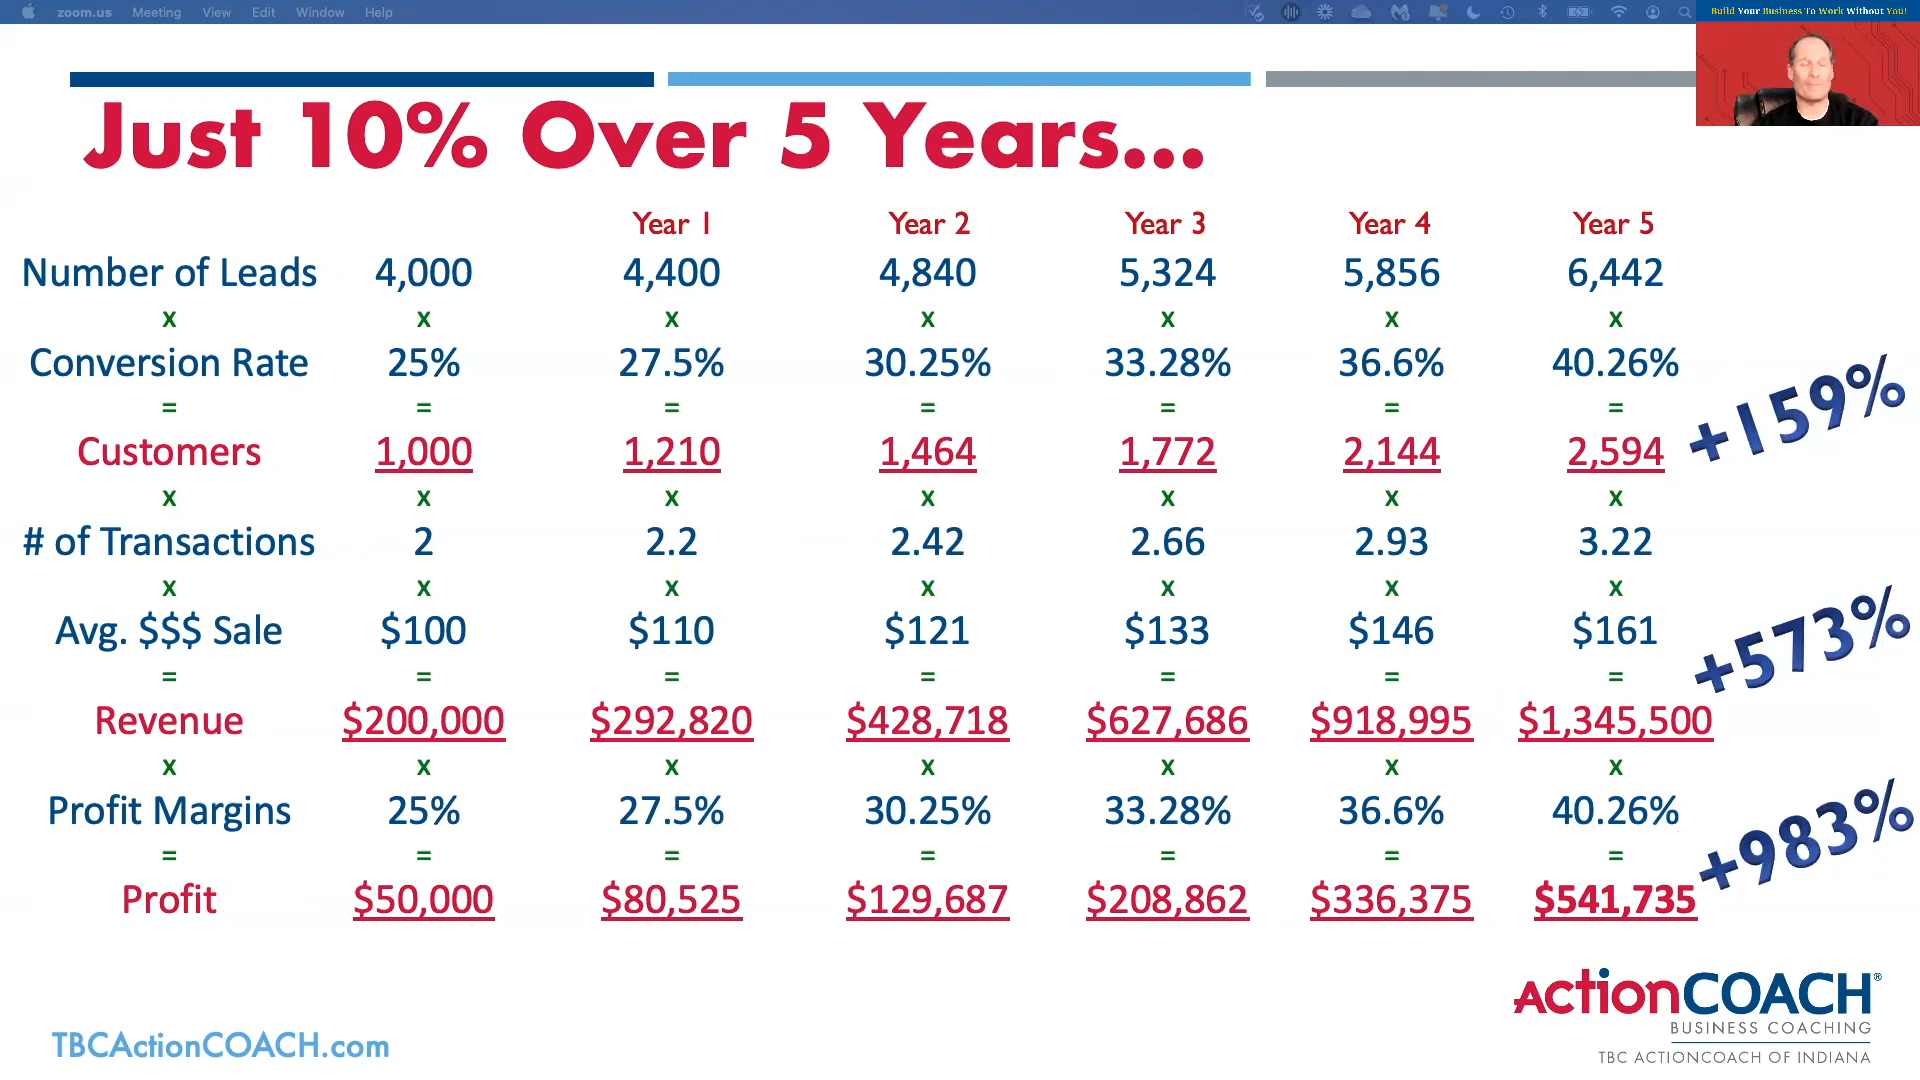 zoom.us Meeting View Edit Window Help
Build Your Business To Work Without You!
Just 10% Over 5 Years...
Year 1 Year 2 Year 3 Year 4 Year 5
Number of Leads 4,000 4,400 4,840 5,324 5,856 6,442
x x x x x x x
Conversion Rate 25% 27.5% 30.25% 33.28% 36.6% 40.26%
= = = = = = =
+159%
Customers 1,000 1,210 1,464 1,772 2,144 2,594
x x x x x x x
# of Transactions 2 2.2 2.42 2.66 2.93 3.22
x x x x x x x
Avg. $$$ Sale $100 $110 $121 $133 $146 $161
= = = = = = =
+573%
Revenue $200,000 $292,820 $428,718 $627,686 $918,995 $1,345,500
x x x x x x x
Profit Margins 25% 27.5% 30.25% 33.28% 36.6% 40.26%
= = = = = = =
+983%
Profit $50,000 $80,525 $129,687 $208,862 $336,375 $541,735
ActionCOACH®
BUSINESS COACHING
TBC ACTIONCOACH OF INDIANA
TBCActionCOACH.com